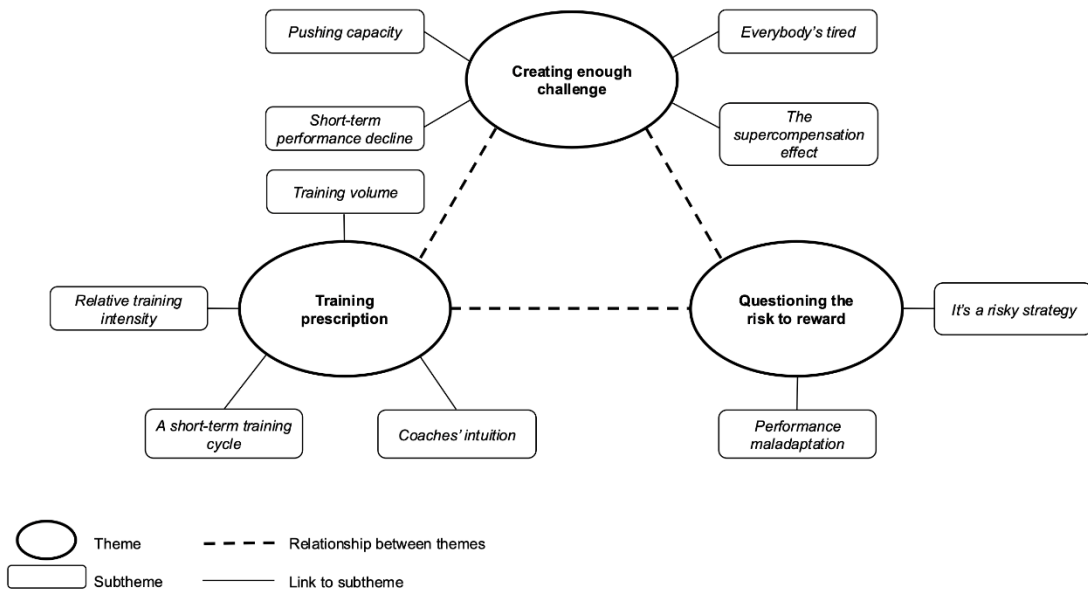 Pushing capacity
Everybody's tired
Creating enough
challenge
Short-term
performance decline
The
supercompensation
effect
Training volume
Relative training
intensity
Training
prescription
Questioning the
risk to reward
It's a risky strategy
A short-term training
cycle
Coaches' intuition
Performance
maladaptation
Theme
Relationship between themes
Subtheme
Link to subtheme